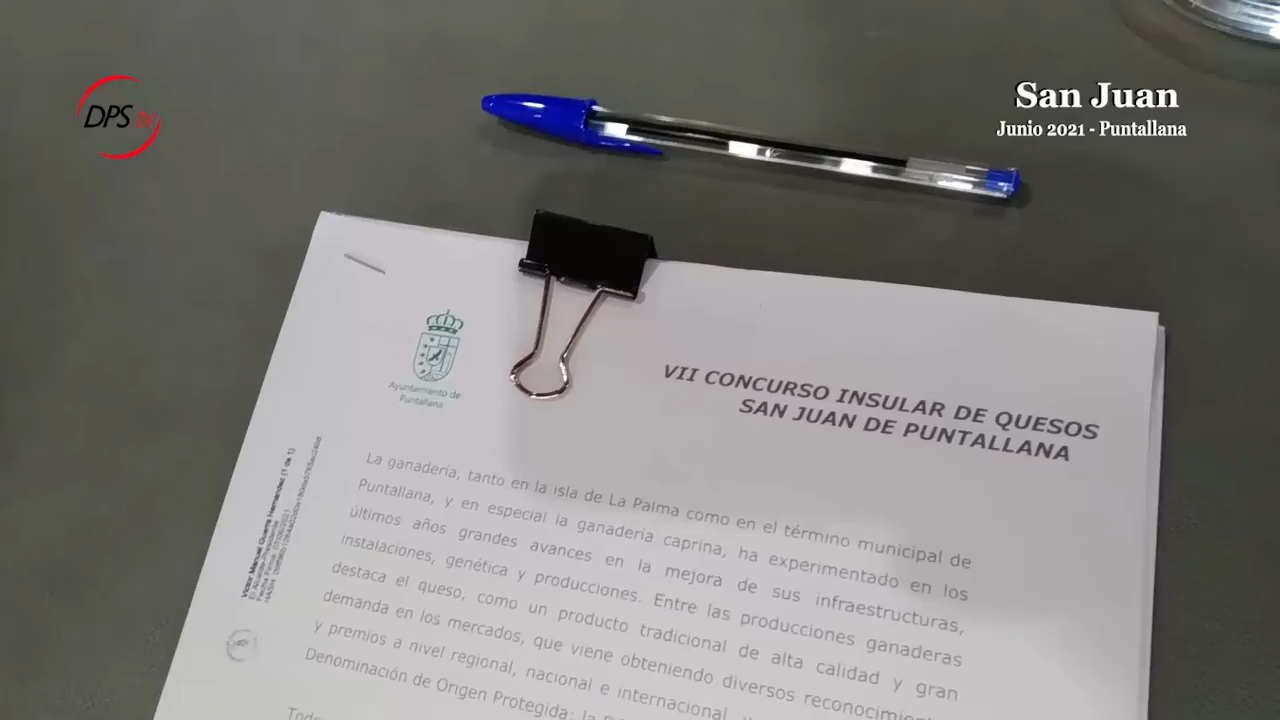 DPS tv
San Juan
Junio 2021 - Puntallana
Ayuntamiento de
Puntallana
VII CONCURSO INSULAR DE QUESOS
SAN JUAN DE PUNTALLANA
La ganadería, tanto en la isla de La Palma como en el término municipal de
Puntallana, y en especial la ganadería caprina, ha experimentado en los
últimos años grandes avances en la mejora de sus infraestructuras,
instalaciones, genética y producciones. Entre las producciones ganaderas
destaca el queso, como un producto tradicional de alta calidad y gran
demanda en los mercados, que viene obteniendo diversos
y premios a nivel regional, nacional e internacional
Denominación de Origen Protegida: la
(1 de 1)